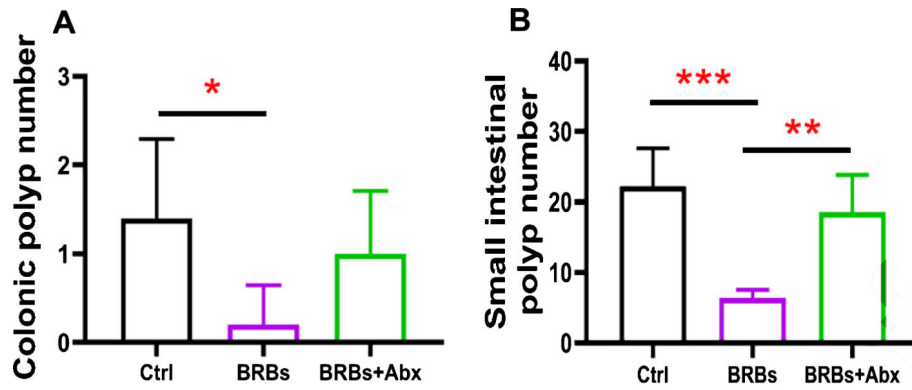 A
Colonic polyp number
3
2
1
0
*
Ctrl
BRBs
BRBs+Abx
B
Small intestinal
polyp number
40
30
20
10
0
***
**
Ctrl
BRBs
BRBs+Abx